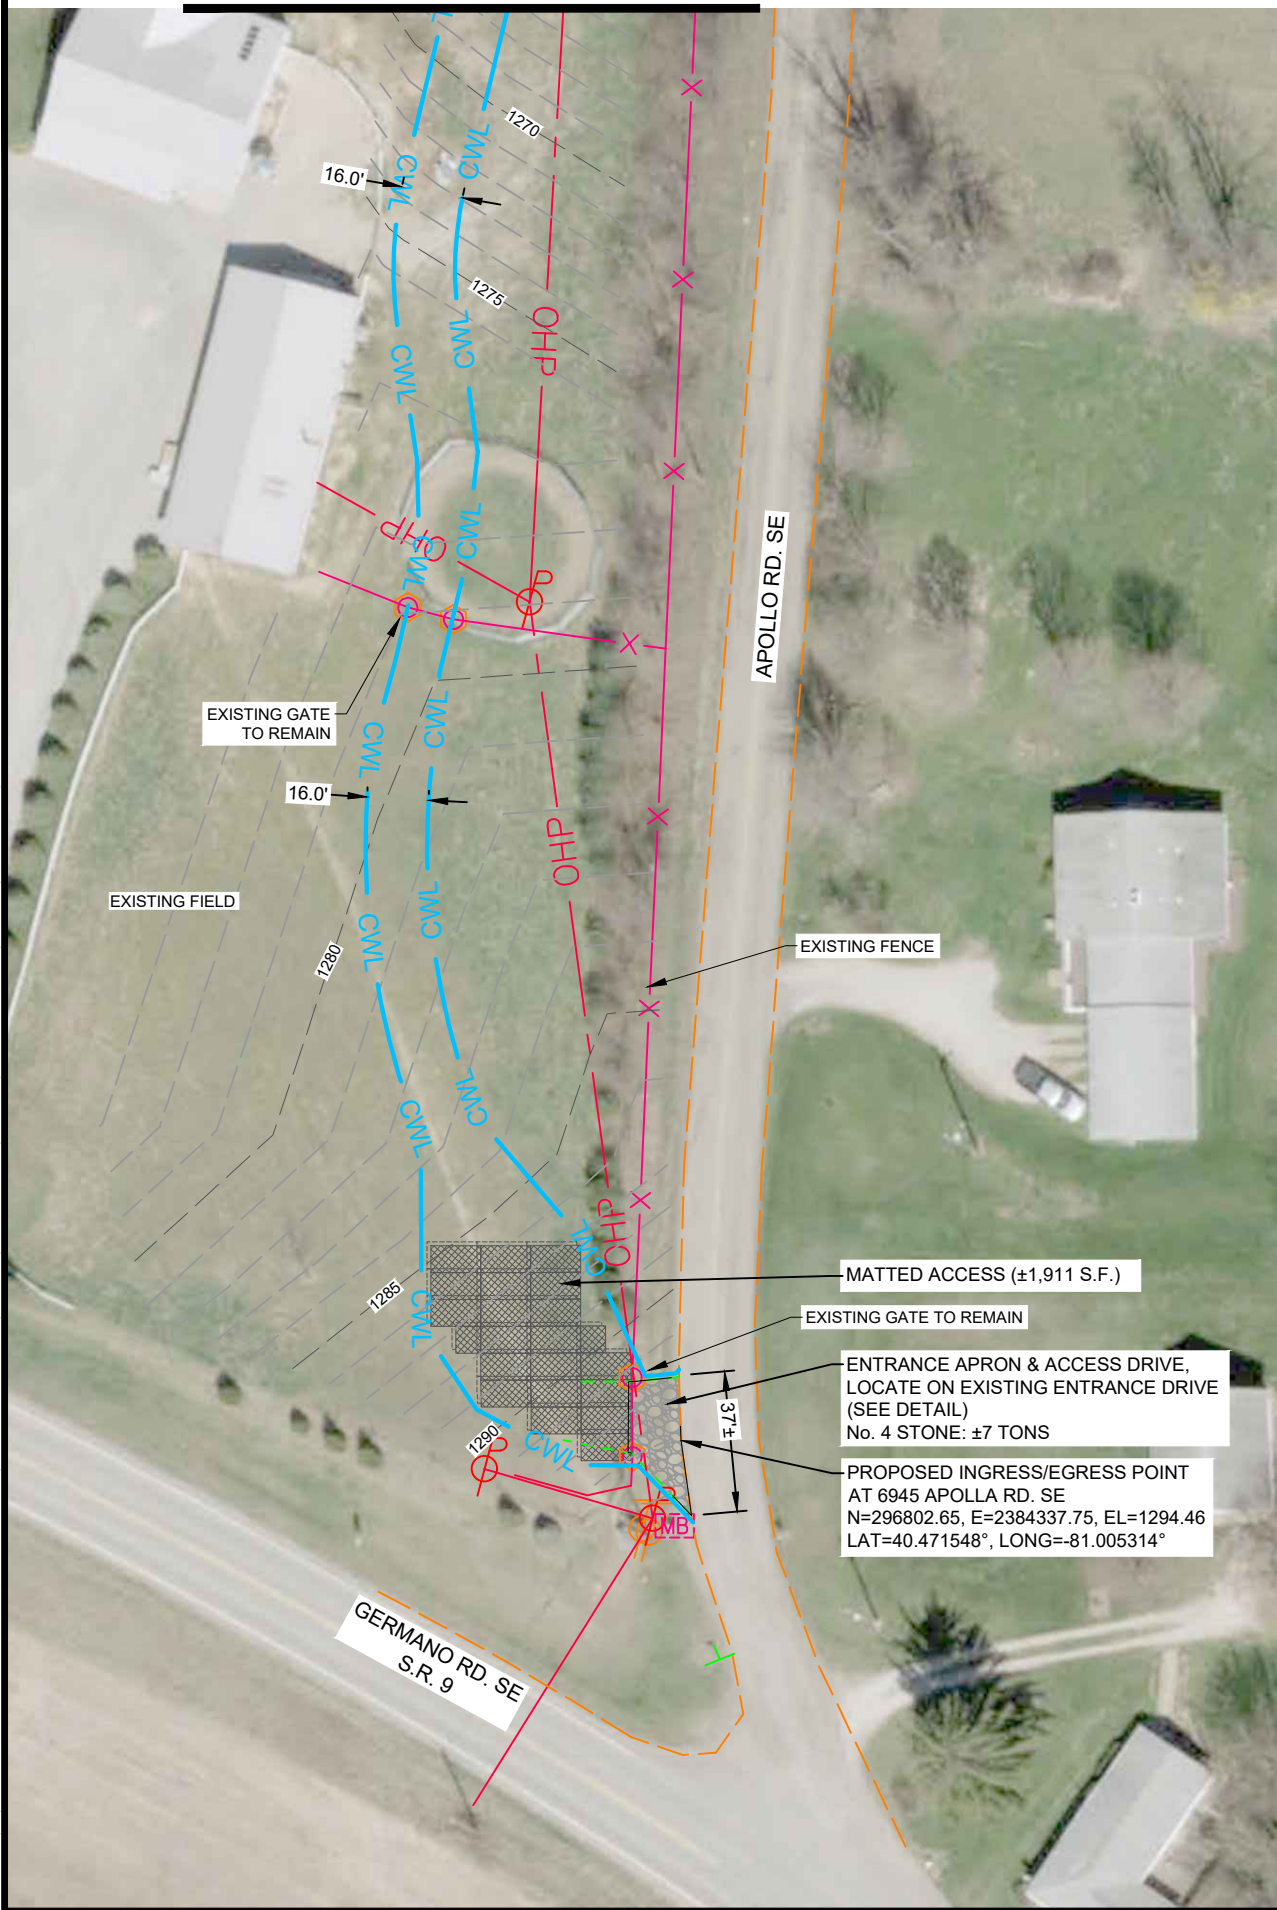 CWL
CWL
1270
16.0'
CWL
CWL
1275
OHP
CWL
CWL
OHP
CWL
CWL
P
APOLLO RD. SE
EXISTING GATE
TO REMAIN
CWL
CWL
16.0'
OHP
EXISTING FIELD
CWL
CWL
1280
EXISTING FENCE
CWL
CWL
OHP
CWL
MATTED ACCESS (±1,911 S.F.)
1285
CWL
EXISTING GATE TO REMAIN
ENTRANCE APRON & ACCESS DRIVE,
LOCATE ON EXISTING ENTRANCE DRIVE
(SEE DETAIL)
No. 4 STONE: ±7 TONS
37'±
1290
P
CWL
PROPOSED INGRESS/EGRESS POINT
AT 6945 APOLLA RD. SE
N=296802.65, E=2384337.75, EL=1294.46
LAT=40.471548°, LONG=-81.005314°
P
MB
GERMANO RD. SE
S.R. 9